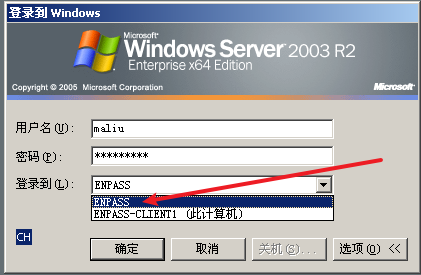 登录到 Windows
Microsoft
Windows Server 2003 R2
Enterprise x64 Edition
Copyright © 2005 Microsoft Corporation
Microsoft
用户名(U):
maliu
密码(P):
*********
登录到(L):
ENPASS
ENPASS
ENPASS-CLIENT1 (此计算机)
CH
确定
取消
关机(S)...
选项(O) <<